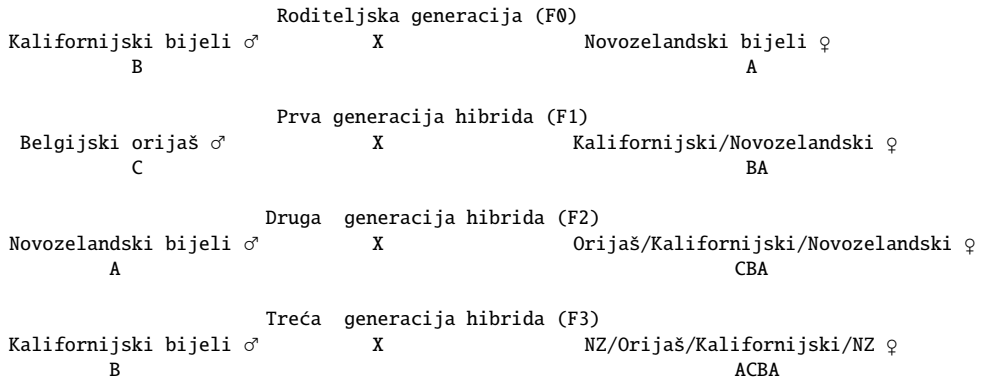 Roditeljska generacija (F0)
Kalifornijski bijeli ♂ X Novozelandski bijeli ♀
B A
Prva generacija hibrida (F1)
Belgijski orijaš ♂ X Kalifornijski/Novozelandski ♀
C BA
Druga generacija hibrida (F2)
Novozelandski bijeli ♂ X Orijaš/Kalifornijski/Novozelandski ♀
A CBA
Treća generacija hibrida (F3)
Kalifornijski bijeli ♂ X NZ/Orijaš/Kalifornijski/NZ ♀
B ACBA